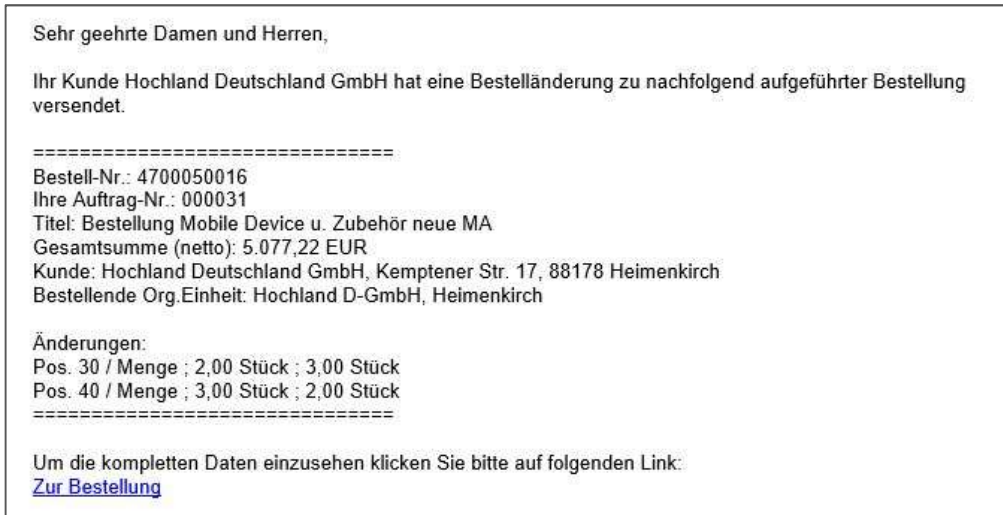 Sehr geehrte Damen und Herren,
Ihr Kunde Hochland Deutschland GmbH hat eine Bestelländerung zu nachfolgend aufgeführter Bestellung
versendet.
===============================
Bestell-Nr.: 4700050016
Ihre Auftrag-Nr.: 000031
Titel: Bestellung Mobile Device u. Zubehör neue MA
Gesamtsumme (netto): 5.077,22 EUR
Kunde: Hochland Deutschland GmbH, Kemptener Str. 17, 88178 Heimenkirch
Bestellende Org.Einheit: Hochland D-GmbH, Heimenkirch
Änderungen:
Pos. 30 / Menge ; 2,00 Stück ; 3,00 Stück
Pos. 40 / Menge ; 3,00 Stück ; 2,00 Stück
===============================
Um die kompletten Daten einzusehen klicken Sie bitte auf folgenden Link:
Zur Bestellung